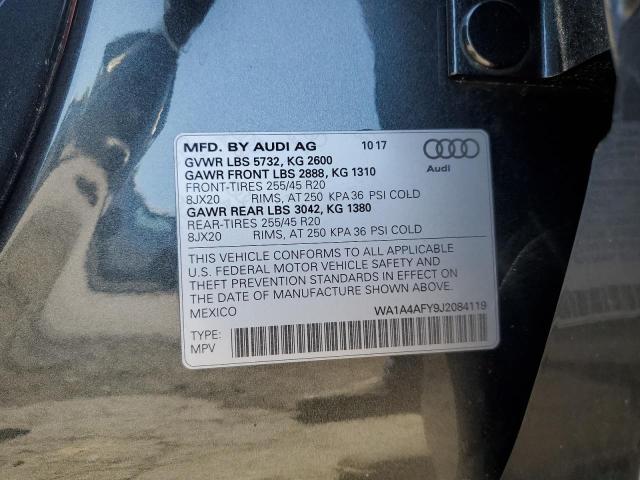 MFD. BY AUDI AG 10 17
GVWR LBS 5732, KG 2600
GAWR FRONT LBS 2888, KG 1310
FRONT-TIRES 255/45 R20
8JX20 RIMS, AT 250 KPA 36 PSI COLD
GAWR REAR LBS 3042, KG 1380
REAR-TIRES 255/45 R20
8JX20 RIMS, AT 250 KPA 36 PSI COLD
Audi
THIS VEHICLE CONFORMS TO ALL APPLICABLE
U.S. FEDERAL MOTOR VEHICLE SAFETY AND
THEFT PREVENTION STANDARDS IN EFFECT ON
THE DATE OF MANUFACTURE SHOWN ABOVE.
MEXICO WA1A4AFY9J2084119
TYPE:
MPV